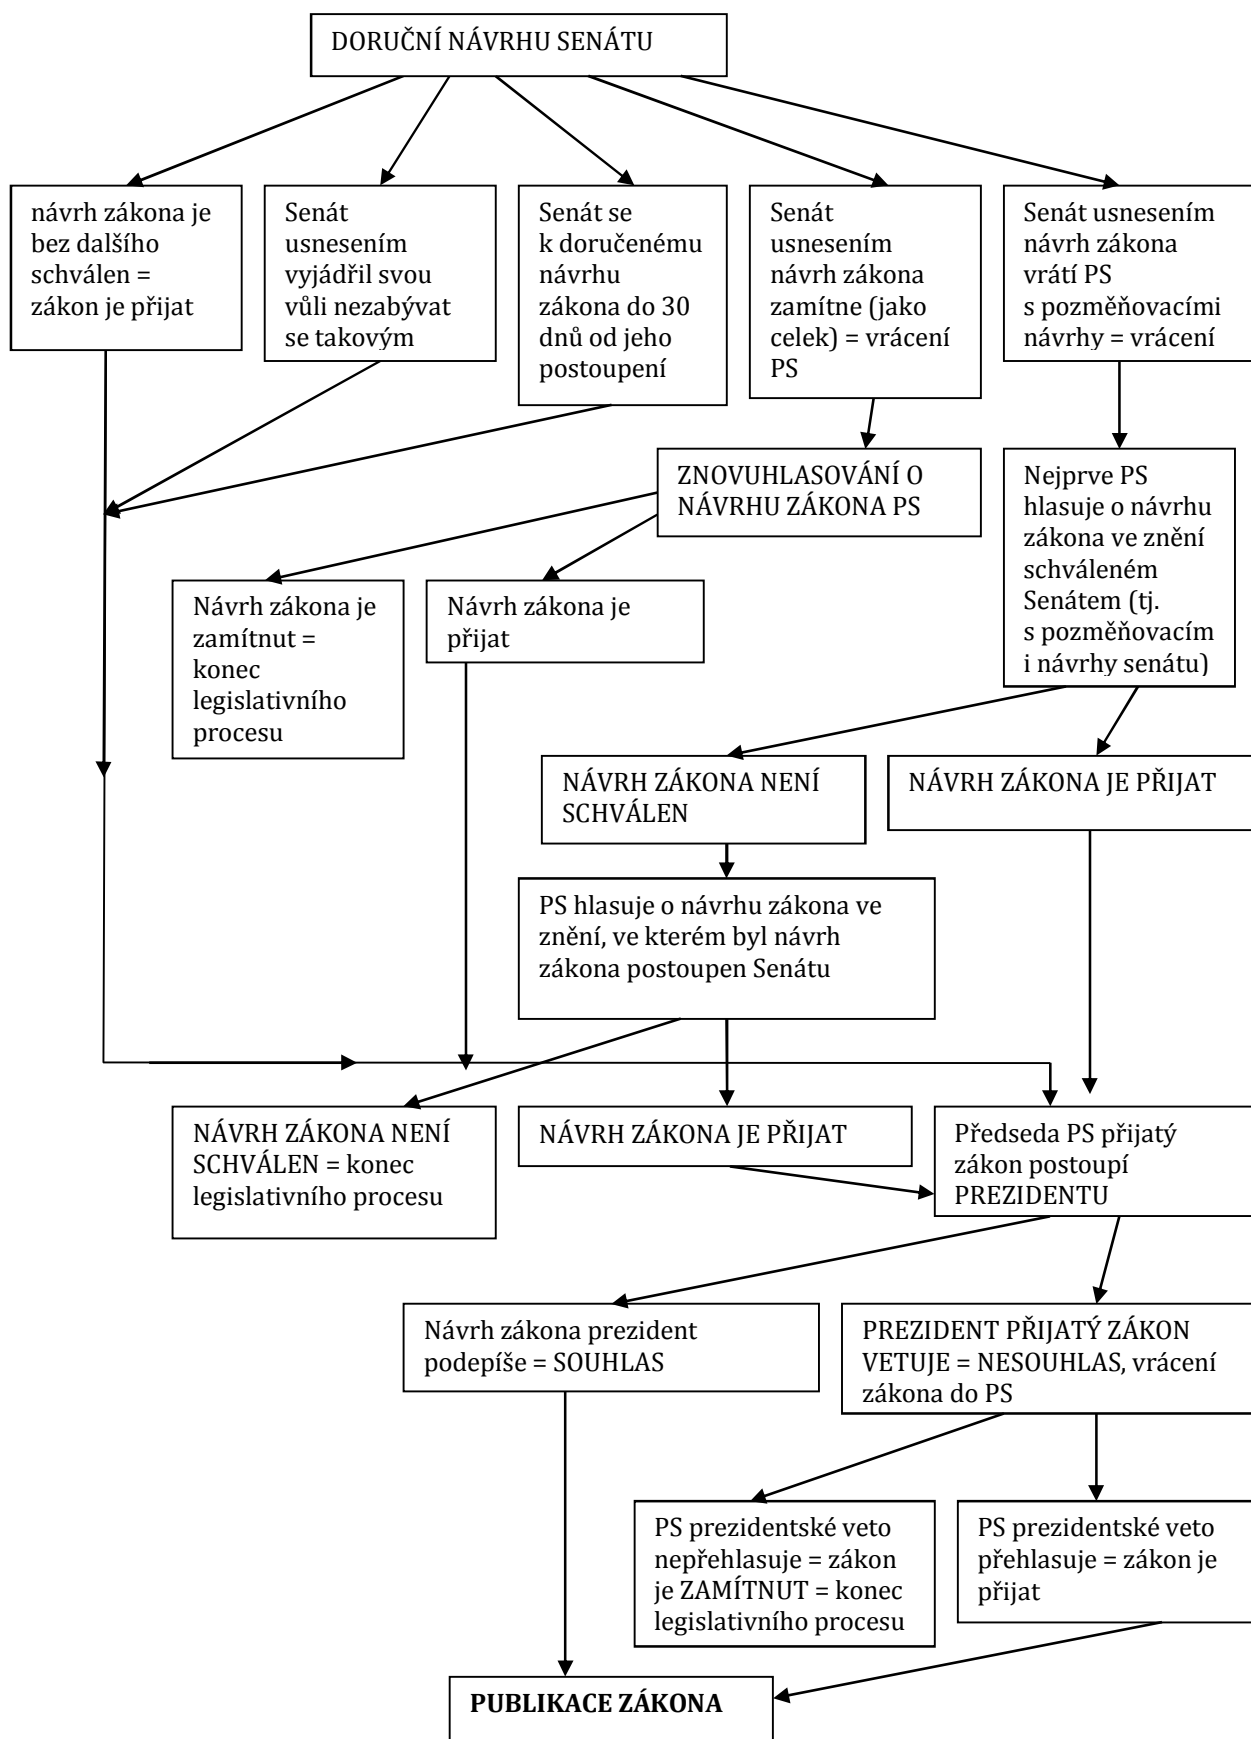 DORUČNÍ NÁVRHU SENÁTU
návrh zákona je
bez dalšího
schválen =
zákon je přijat
Senát
usnesením
vyjádřil svou
vůli nezabývat
se takovým
Senát se
k doručenému
návrhu
zákona do 30
dnů od jeho
postoupení
Senát
usnesením
návrh zákona
zamítne (jako
celek) = vrácení
PS
Senát usnesením
návrh zákona
vrátí PS
s pozměňovacími
návrhy = vrácení
ZNOVUHLASOVÁNÍ O
NÁVRHU ZÁKONA PS
Nejprve PS
hlasuje o návrhu
zákona ve znění
schváleném
Senátem (tj.
s pozměňovacím
i návrhy senátu)
Návrh zákona je
zamítnut =
konec
legislativního
procesu
Návrh zákona je
přijat
NÁVRH ZÁKONA NENÍ
SCHVÁLEN
NÁVRH ZÁKONA JE PŘIJAT
PS hlasuje o návrhu zákona ve
znění, ve kterém byl návrh
zákona postoupen Senátu
NÁVRH ZÁKONA NENÍ
SCHVÁLEN = konec
legislativního procesu
NÁVRH ZÁKONA JE PŘIJAT
Předseda PS přijatý
zákon postoupí
PREZIDENTU
Návrh zákona prezident
podepíše = SOUHLAS
PREZIDENT PŘIJATÝ ZÁKON
VETUJE = NESOUHLAS, vrácení
zákona do PS
PS prezidentské veto
nepřehlasuje = zákon
je ZAMÍTNUT = konec
legislativního procesu
PS prezidentské veto
přehlasuje = zákon je
přijat
PUBLIKACE ZÁKONA